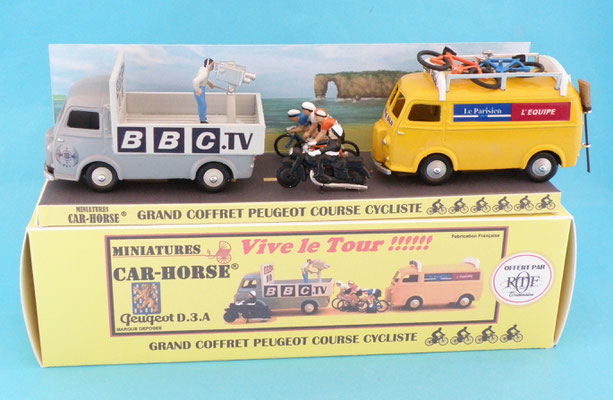 BBC.TV
Le Parisien L'EQUIPE
MINIATURES
CAR-HORSE® GRAND COFFRET PEUGEOT COURSE CYCLISTE
MINIATURES Vive le Tour !!!!!!
Fabrication Française
CAR-HORSE®
BBC.TV
Peugeot D.3.A
MARQUE DEPOSEE
OFFERT PAR
GRAND COFFRET PEUGEOT COURSE CYCLISTE